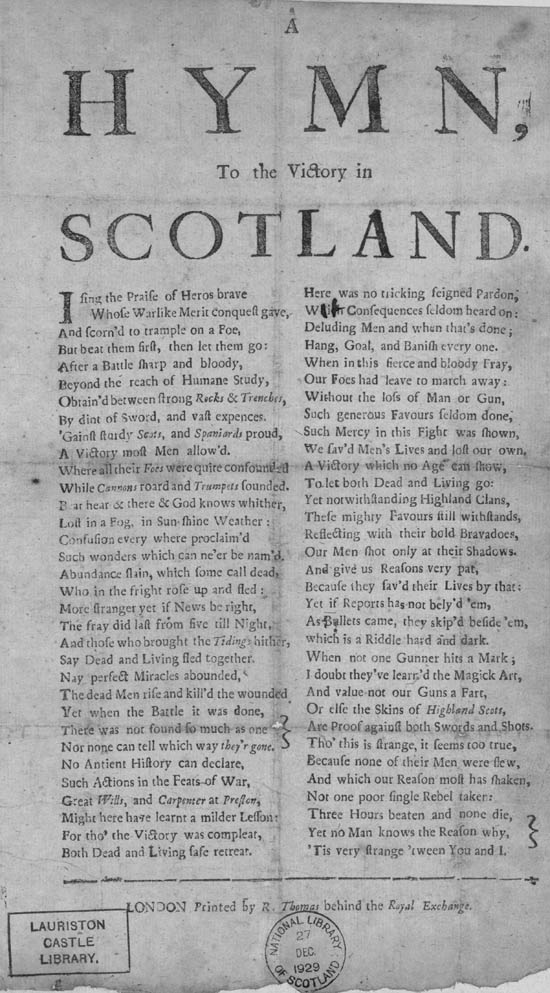 A
HYMN,
To the Victory in
SCOTLAND.
I sing the Praise of Heros brave
Whose Warlike Merit conquest gave,
And scorn'd to trample on a Foe,
But beat them first, then let them go:
After a Battle sharp and bloody,
Beyond the reach of Humane Study,
Obtain'd between strong Rocks & Trenches,
By dint of Sword, and vast expences.
'Gainst sturdy Scots, and Spaniards proud,
A Victory most Men allow'd.
Where all their Foes were quite confounded
While Cannons roard and Trumpets sounded.
hear & there & God knows whither,
Lost in a Fog, in Sun-shine Weather:
Confusion every where proclaim'd
Such wonders which can ne'er be nam'd.
Abundance slain, which some call dead,
Who in the fright rose up and fled:
More stranger yet if News be right,
The fray did last from five till Night,
And those who brought the Tidings hither,
Say Dead and Living fled together.
Nay perfect Miracles abounded,
The dead Men rise and kill'd the wounded
Yet when the Battle it was done,
There was not found so much as one
Nor none can tell which way they'r gone.
No Antient History can declare,
Such Actions in the Feats of War,
Great Wills, and Carpenter at Preston,
Might here have learnt a milder Lesson:
For tho' the Victory was compleat,
Both Dead and Living safe retreat.
Here was no tricking feigned Pardon,
Consequences seldom heard on:
Deluding Men and when that's done;
Hang, Goal, and Banish every one.
When in this fierce and bloody Fray,
Our Foes had leave to march away:
Without the loss of Man or Gun,
Such generous Favours seldom done,
Such Mercy in this Fight was shown,
We sav'd Men's Lives and lost our own.
A Victory which no Age can show,
To let both Dead and Living go:
Yet notwithstanding Highland Clans,
These mighty Favours still withstands,
Reflecting with their bold Bravadoes,
Our Men shot only at their Shadows.
And give us Reasons very pat,
Because they sav'd their Lives by that:
Yet if Reports has not bely'd 'em,
As Bullets came, they skip'd beside 'em,
which is a Riddle hard and dark.
When not one Gunner hits a Mark;
I doubt they've learn'd the Magick Art,
And value not our Guns a Fart,
Or else the Skins of Highland Scots,
Are Proof against both Swords and Shots.
Tho' this is strange, it seems too true,
Because none of their Men were slew,
And which our Reason most has shaken,
Not one poor single Rebel taken:
Three Hours beaten and none die,
Yet no Man knows the Reason why,
'Tis very strange 'tween You and I.
LONDON Printed by R. Thomas behind the Royal Exchange.
LAURISTON
CASTLE
LIBRARY.
NATIONAL LIBRARY
27
DEC.
1929
OF SCOTLAND